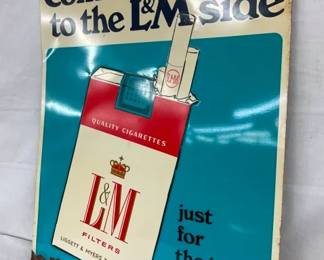 to the L&M side
L&M
QUALITY CIGARETTES
L&M
FILTERS
LIGGETT & MYERS
just
for